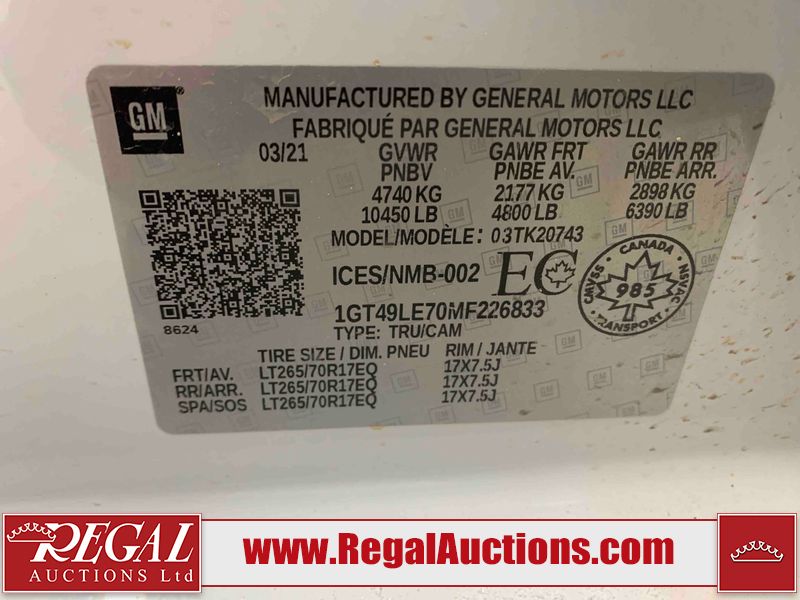 GM
MANUFACTURED BY GENERAL MOTORS LLC
FABRIQUÉ PAR GENERAL MOTORS LLC
03/21 GVWR GAWR FRT GAWR RR
PNBV PNBE AV. PNBE ARR.
4740 KG 2177 KG 2898 KG
10450 LB 4800 LB 6390 LB
MODEL/MODÈLE: 03TK20743
ICES/NMB-002 EC
CANADA
CMVSS 985 NSVAC
TRANSPORT
1GT49LE70MF226833
8624
TYPE: TRU/CAM
TIRE SIZE / DIM. PNEU RIM / JANTE
FRT/AV. LT265/70R17EQ 17X7.5J
RR/ARR. LT265/70R17EQ 17X7.5J
SPA/SOS LT265/70R17EQ 17X7.5J
REGAL
AUCTIONS Ltd
www.RegalAuctions.com